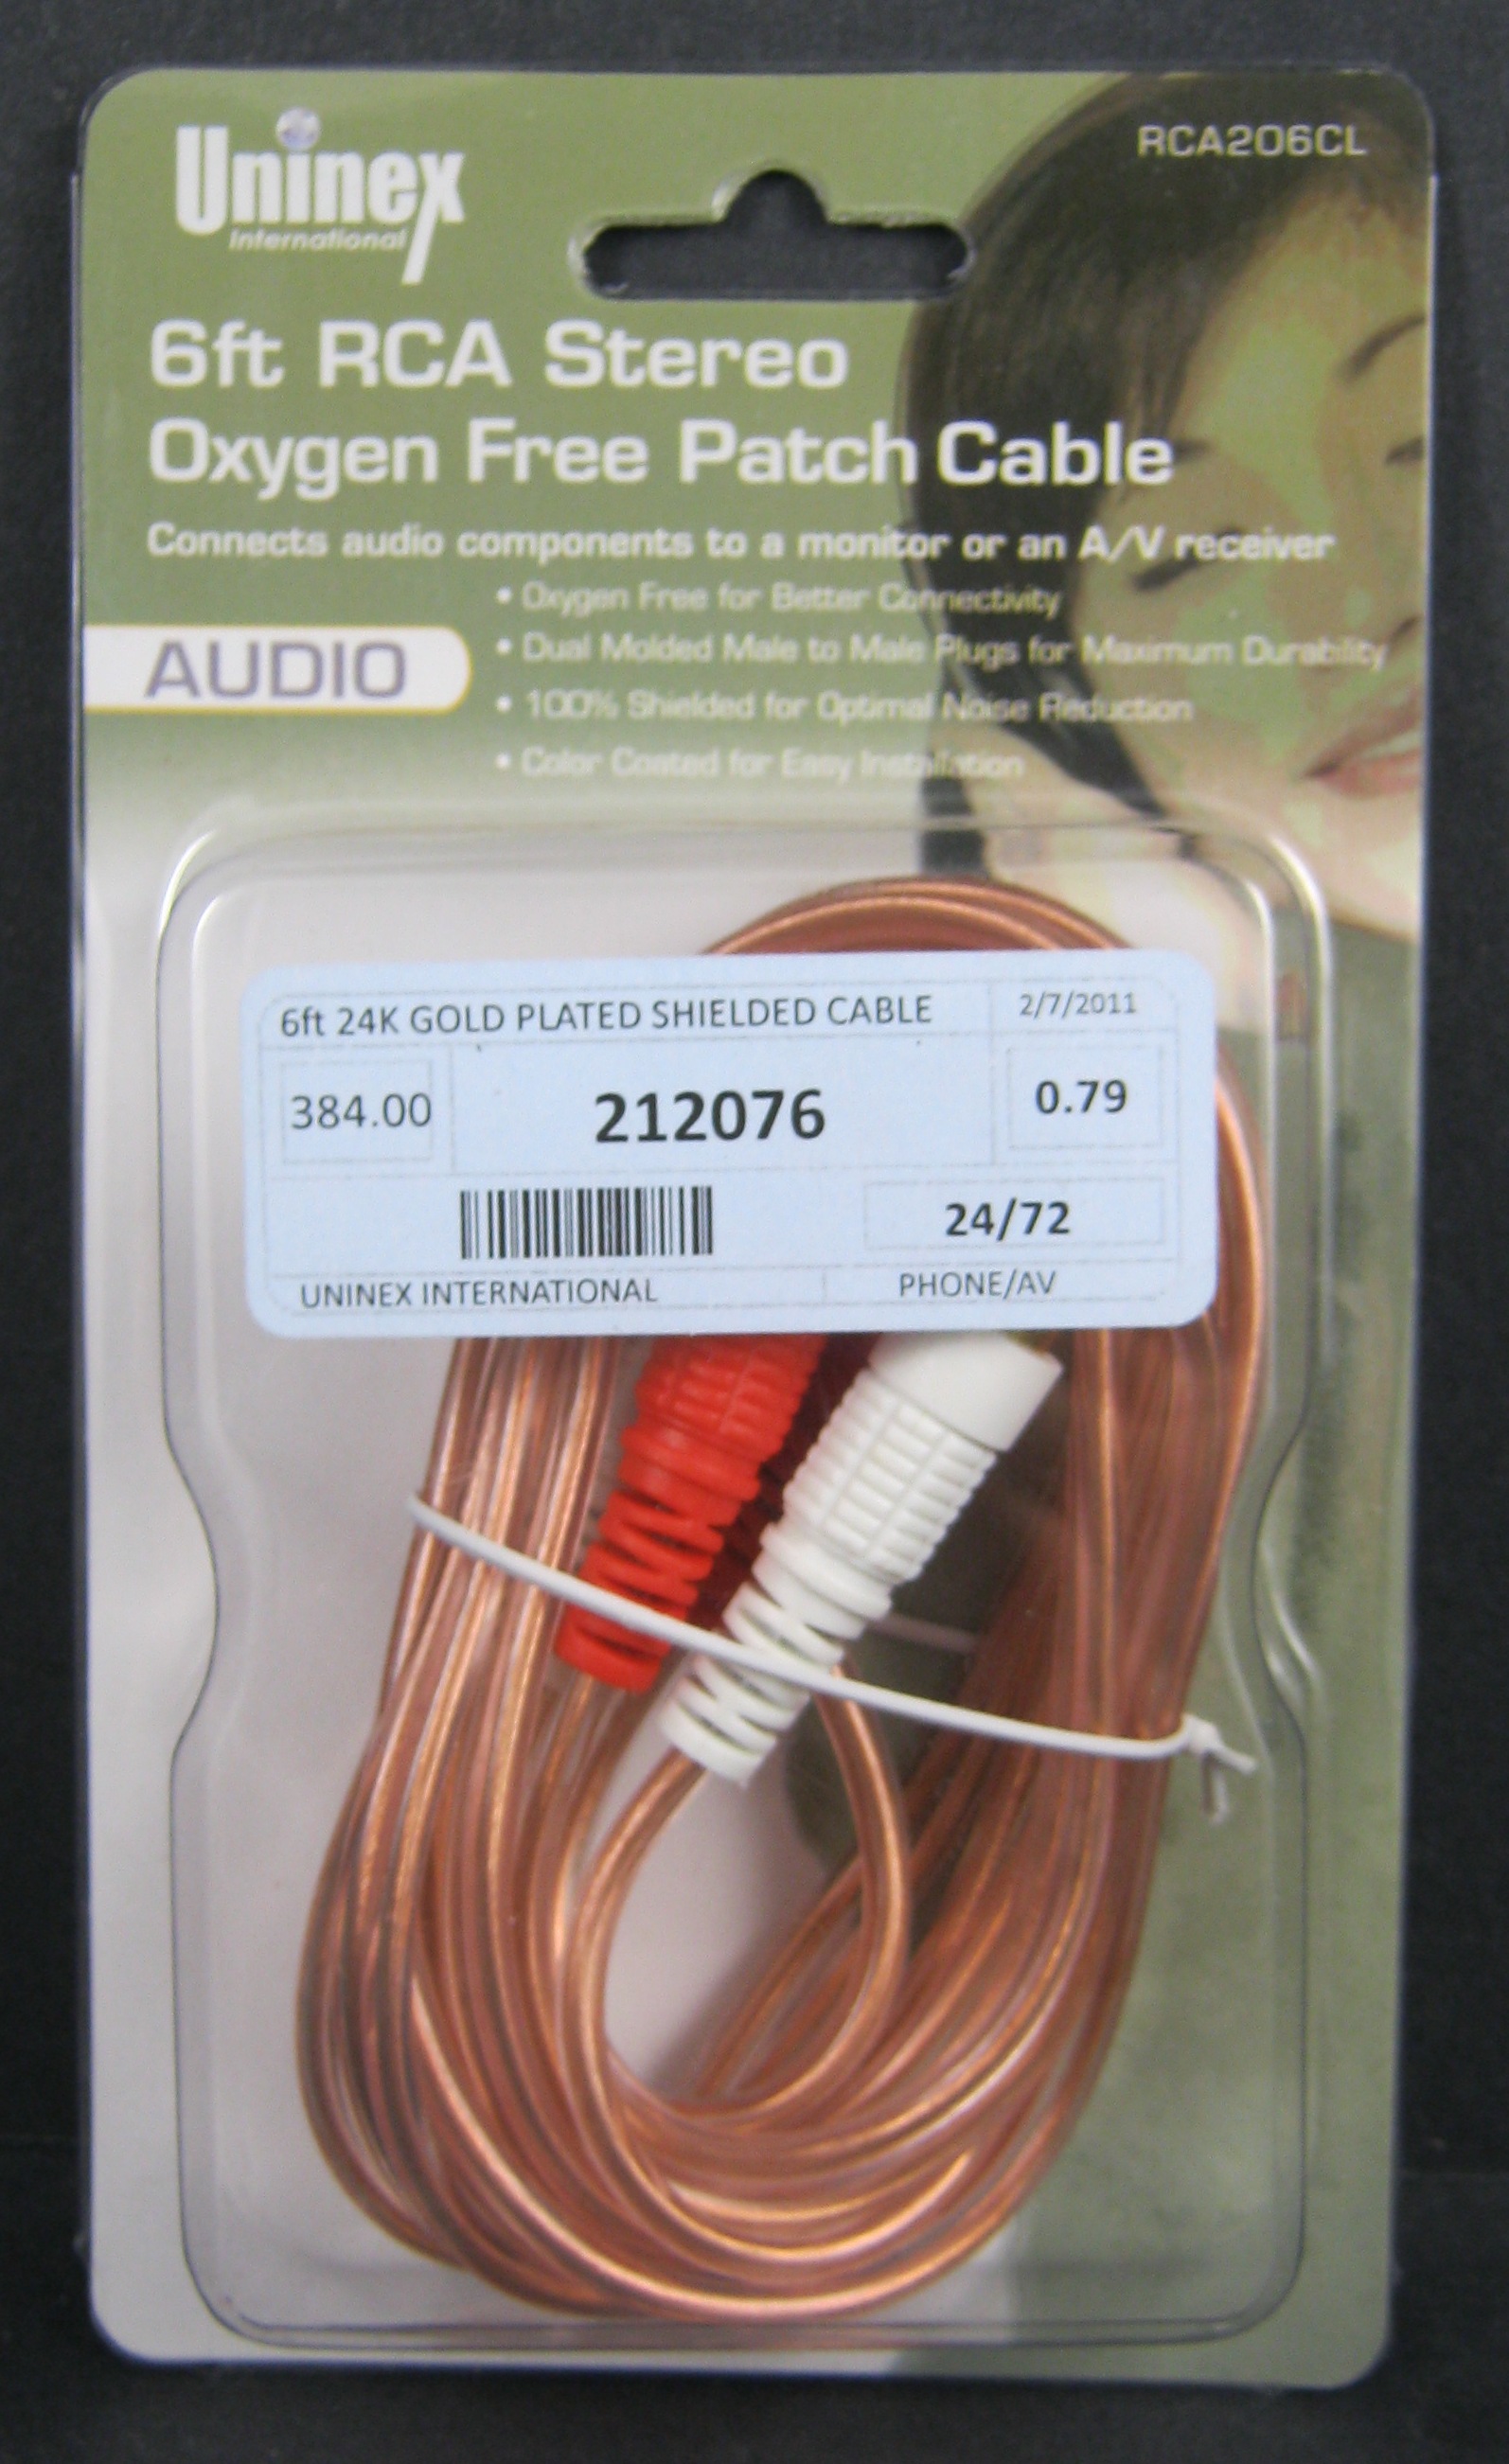 Uninex
International
RCA206CL
6ft RCA Stereo
Oxygen Free Patch Cable
Connects audio components to a monitor or an A/V receiver
• Oxygen Free for Better Connectivity
AUDIO
• Dual Molded Male to Male Plugs for Maximum Durability
• 100% Shielded for Optimal Noise Reduction
• Color Coated for Easy Installation
6ft 24K GOLD PLATED SHIELDED CABLE
2/7/2011
384.00
212076
0.79
24/72
UNINEX INTERNATIONAL
PHONE/AV